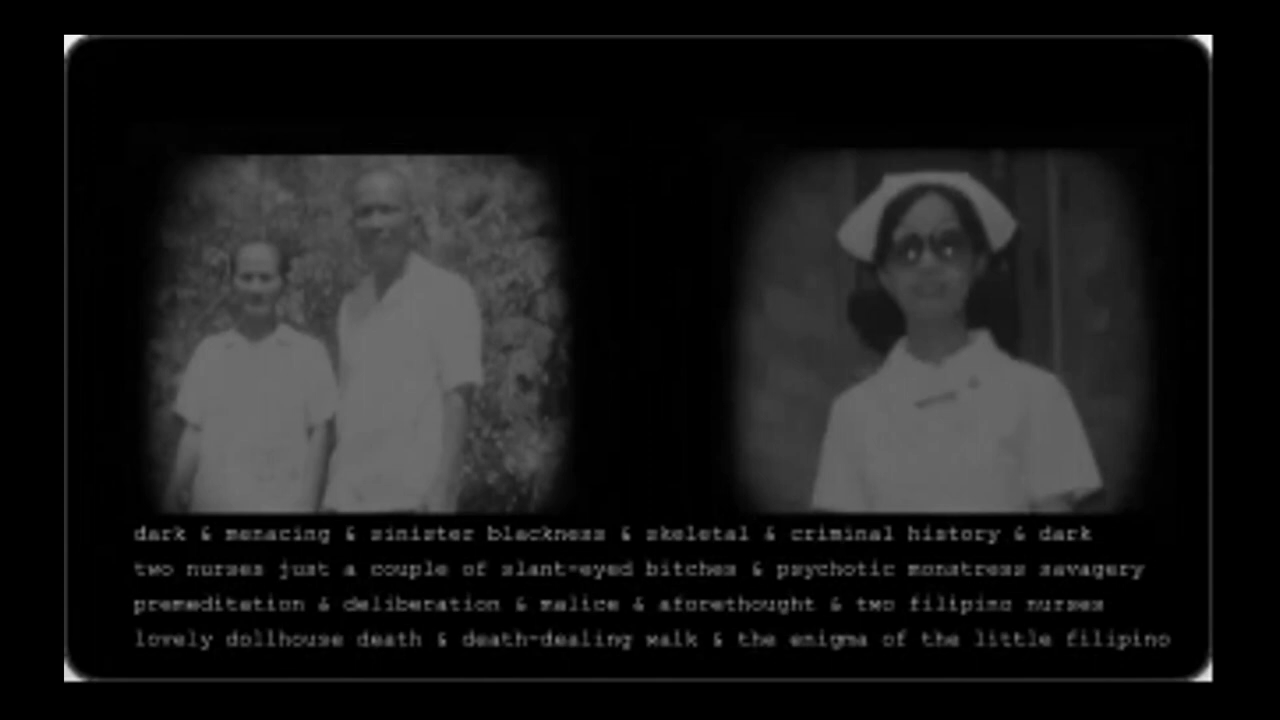 dark & menacing & sinister blackness & skeletal & criminal history & dark
two nurses just a couple of slant-eyed bitches & psychotic monstress savagery
premeditation & deliberation & malice & aforethought & two filipino nurses
lovely dollhouse death & death-dealing walk & the enigma of the little filipino